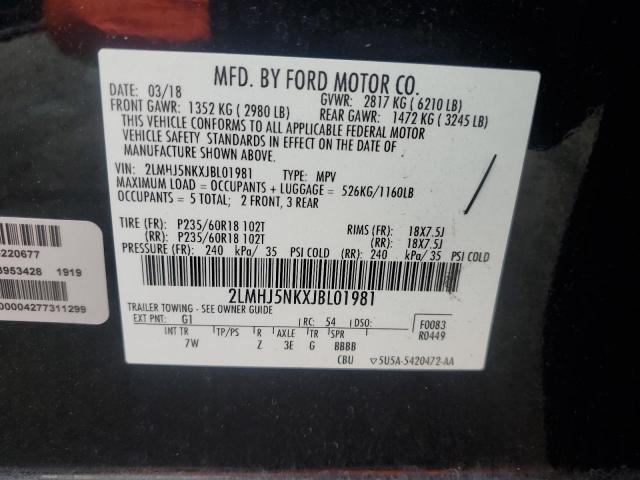 MFD. BY FORD MOTOR CO.
DATE: 03/18 GVWR: 2817 KG ( 6210 LB)
FRONT GAWR: 1352 KG ( 2980 LB) REAR GAWR: 1472 KG ( 3245 LB)
THIS VEHICLE CONFORMS TO ALL APPLICABLE FEDERAL MOTOR
VEHICLE SAFETY STANDARDS IN EFFECT ON THE DATE OF
MANUFACTURE SHOWN ABOVE.
VIN: 2LMHJ5NKXJBL01981 TYPE: MPV
MAXIMUM LOAD = OCCUPANTS + LUGGAGE = 526KG/1160LB
OCCUPANTS = 5 TOTAL; 2 FRONT, 3 REAR
TIRE (FR): P235/60R18 102T RIMS (FR): 18X7.5J
(RR): P235/60R18 102T (RR): 18X7.5J
PRESSURE (FR): 240 kPa/ 35 PSI COLD (RR): 240 kPa/ 35 PSI COLD
2LMHJ5NKXJBL01981
TRAILER TOWING - SEE OWNER GUIDE
EXT PNT: G1 RC: 54 DSO: F0083
R0449
INT TR TP/PS R AXLE TR SPR
7W Z 3E G BBBB
CBU 5U5A-5420472-AA
220677
953428 1919
00004277311299